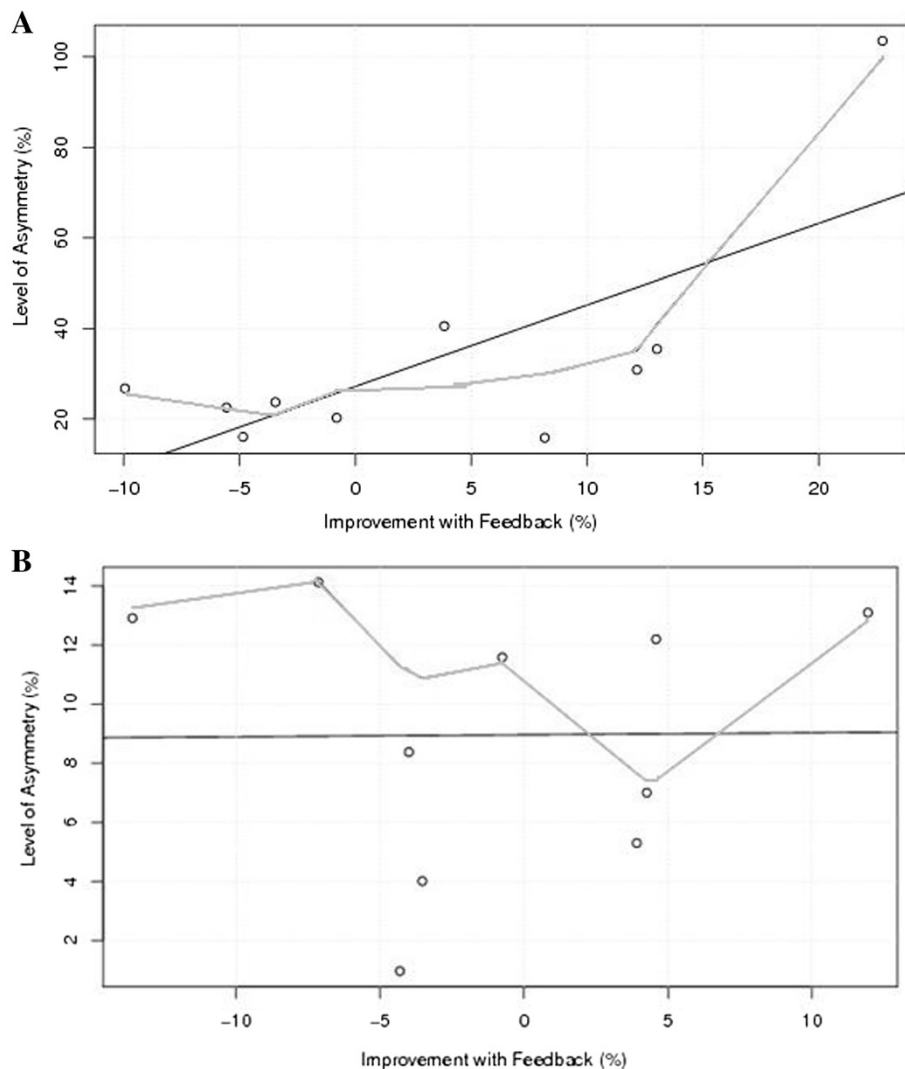 A
100
80
60
40
20
Level of Asymmetry (%)
−10 −5 0 5 10 15 20
Improvement with Feedback (%)
B
14
12
10
8
6
4
2
Level of Asymmetry (%)
−10 −5 0 5 10
Improvement with Feedback (%)